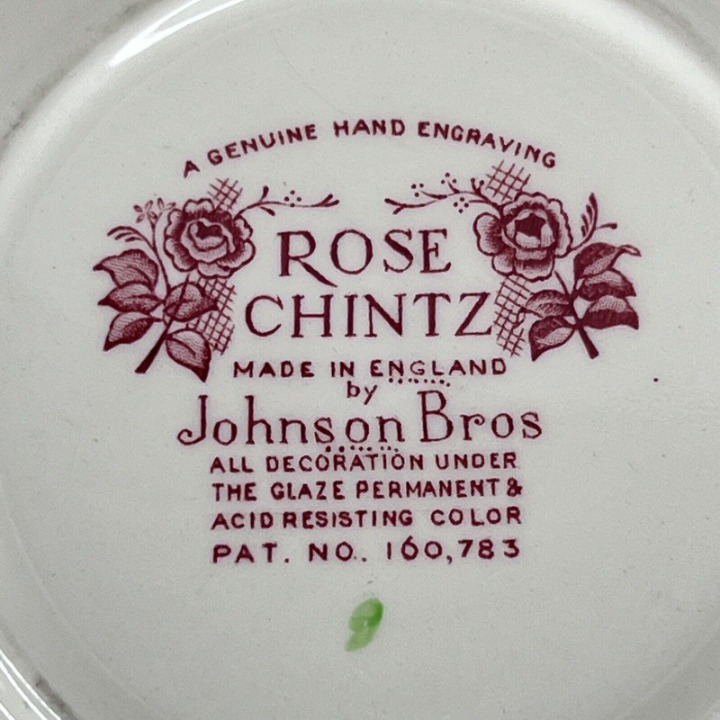 A GENUINE HAND ENGRAVING
ROSE
CHINTZ
MADE IN ENGLAND
by
Johnson Bros
ALL DECORATION UNDER
THE GLAZE PERMANENT &
ACID RESISTING COLOR
PAT. NO. 160,783